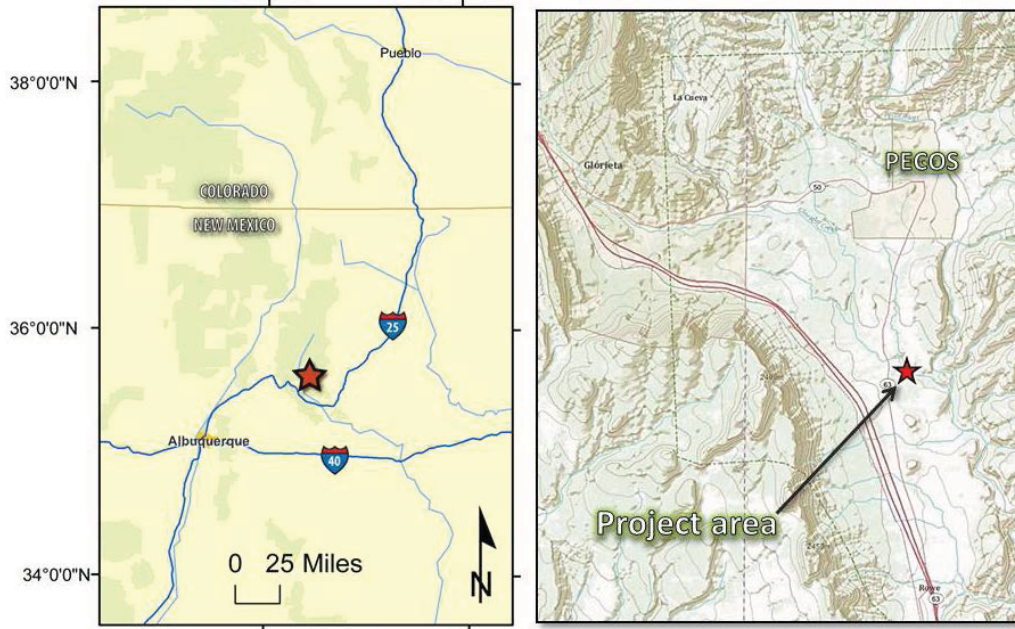 38°0'0"N
36°0'0"N
34°0'0"N
Pueblo
COLORADO
NEW MEXICO
25
Albuquerque
40
0 25 Miles
N
La Cueva
Glorieta
PECOS
50
63
Project area
Rowe
63